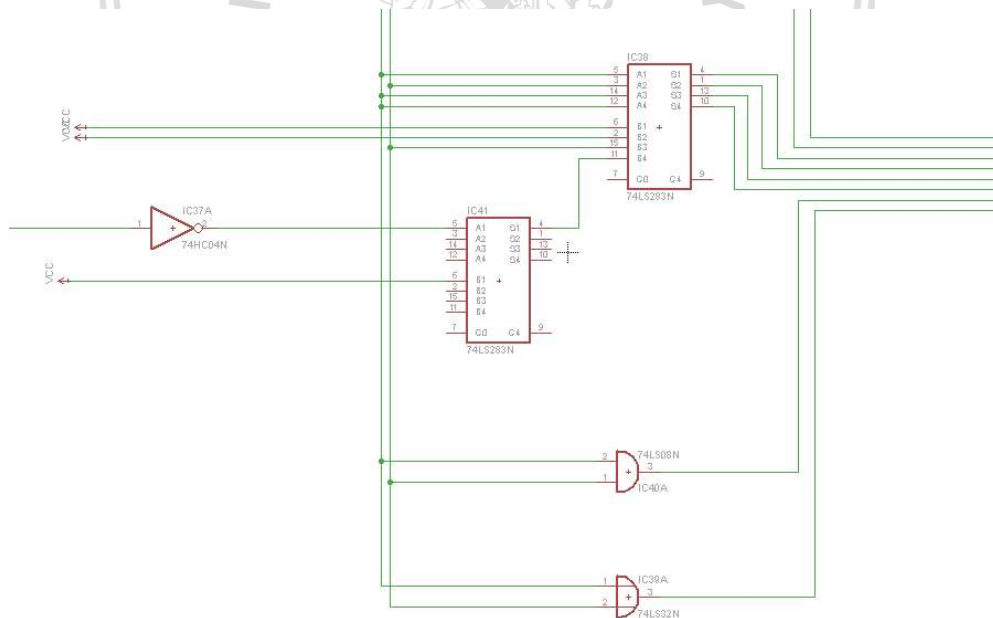 IC38
5 A1 S1 4
3 A2 S2 1
14 A3 S3 13
12 A4 S4 10
VCC
VCC
6 B1
2 B2
15 B3
11 B4
7 C0 C4 9
74LS283N
IC37A
1 2
74HC04N
IC41
5 A1 S1 4
3 A2 S2 1
14 A3 S3 13
12 A4 S4 10
VCC
6 B1
2 B2
15 B3
11 B4
7 C0 C4 9
74LS283N
74LS08N
2 3
1
IC40A
IC39A
1 3
2
74LS32N